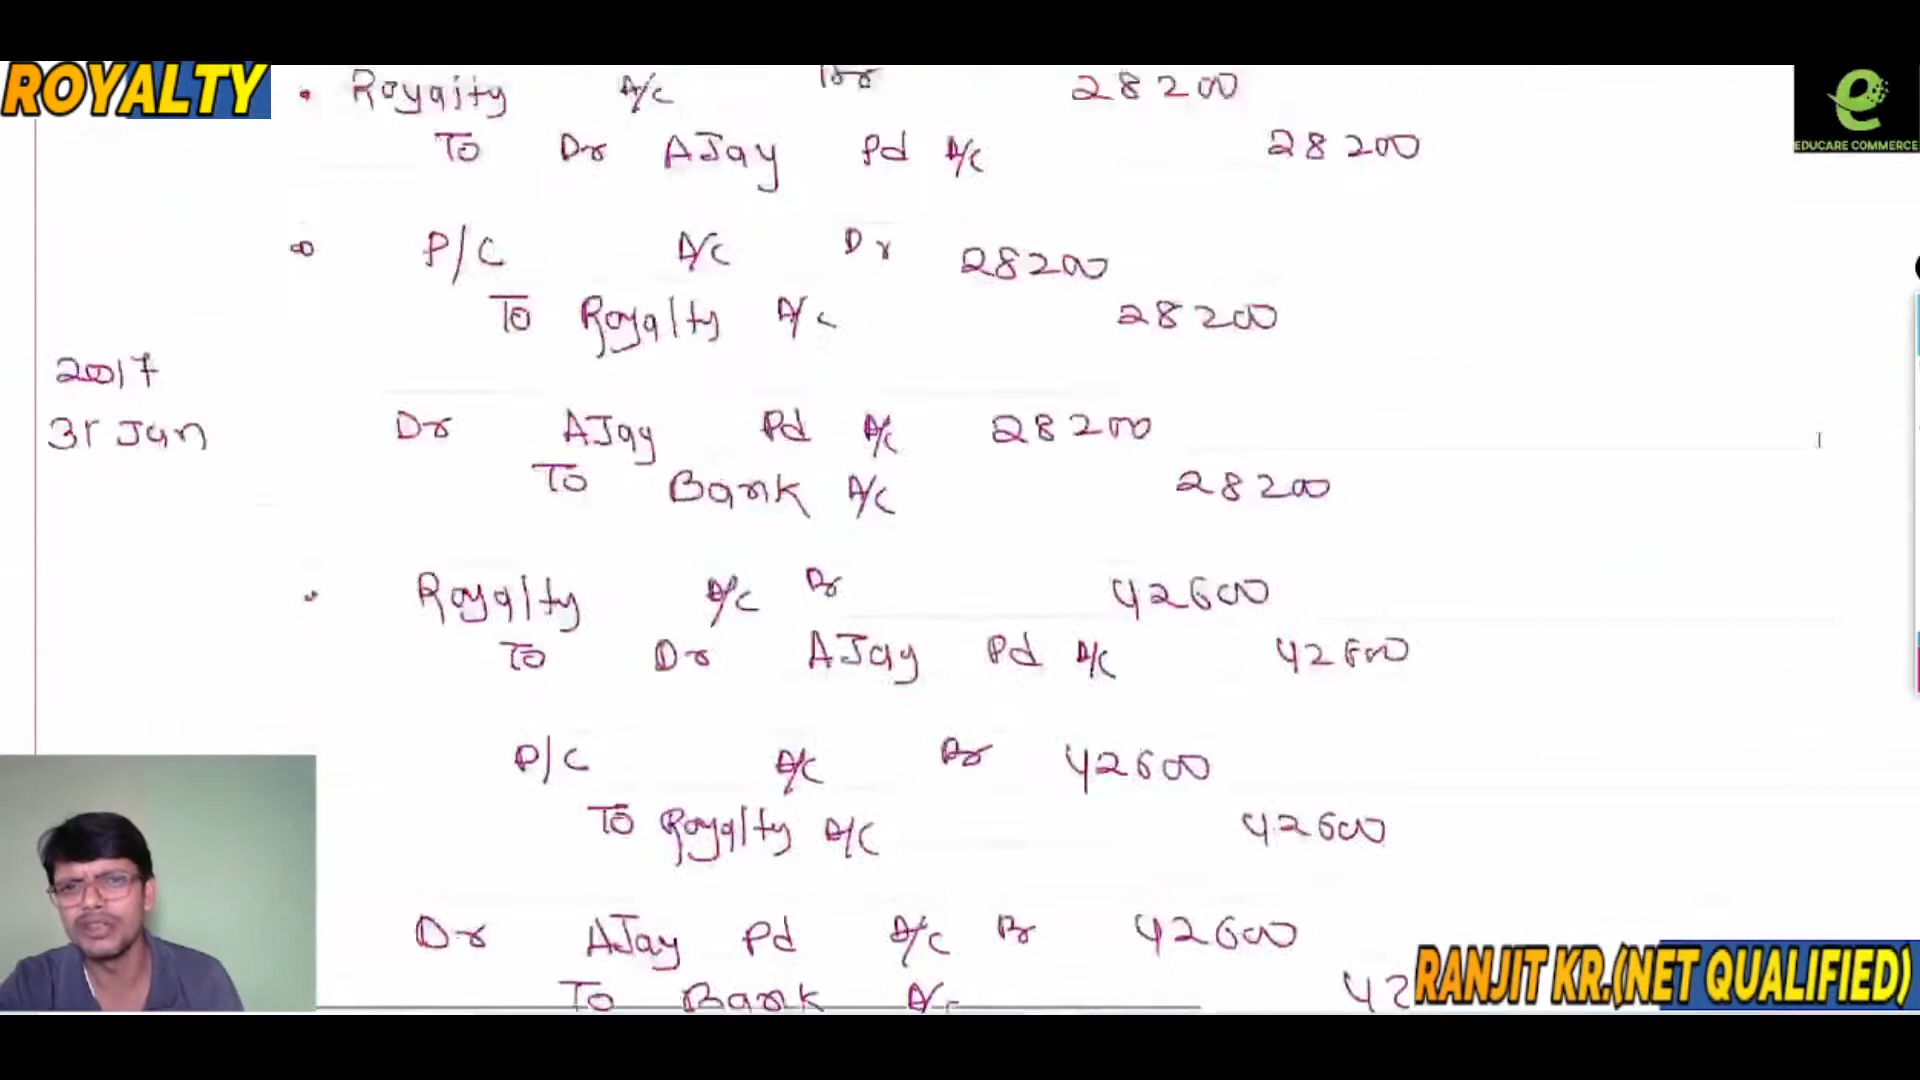 ROYALTY
• Royalty A/c Dr 28200
To Dr AJay Pd A/c 28200
e
EDUCARE COMMERCE
P/C A/C Dr 28200
To Royalty A/c 28200
2017
31 Jan Dr AJay Pd A/c 28200
To Bank A/C 28200
• Royalty A/C Dr 42600
To Dr AJay Pd A/C 42600
P/C A/C Dr 42600
To Royalty A/C 42600
Dr AJay Pd A/C Dr 42600
To Bank A/c 42
RANJIT KR.(NET QUALIFIED)